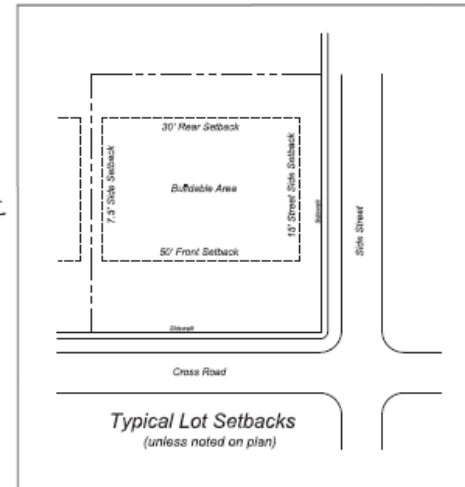 30' Rear Setback
7.5' Side Setback
Buildable Area
15' Street Side Setback
Sidewalk
Side Street
50' Front Setback
Sidewalk
Cross Road
Typical Lot Setbacks
(unless noted on plan)